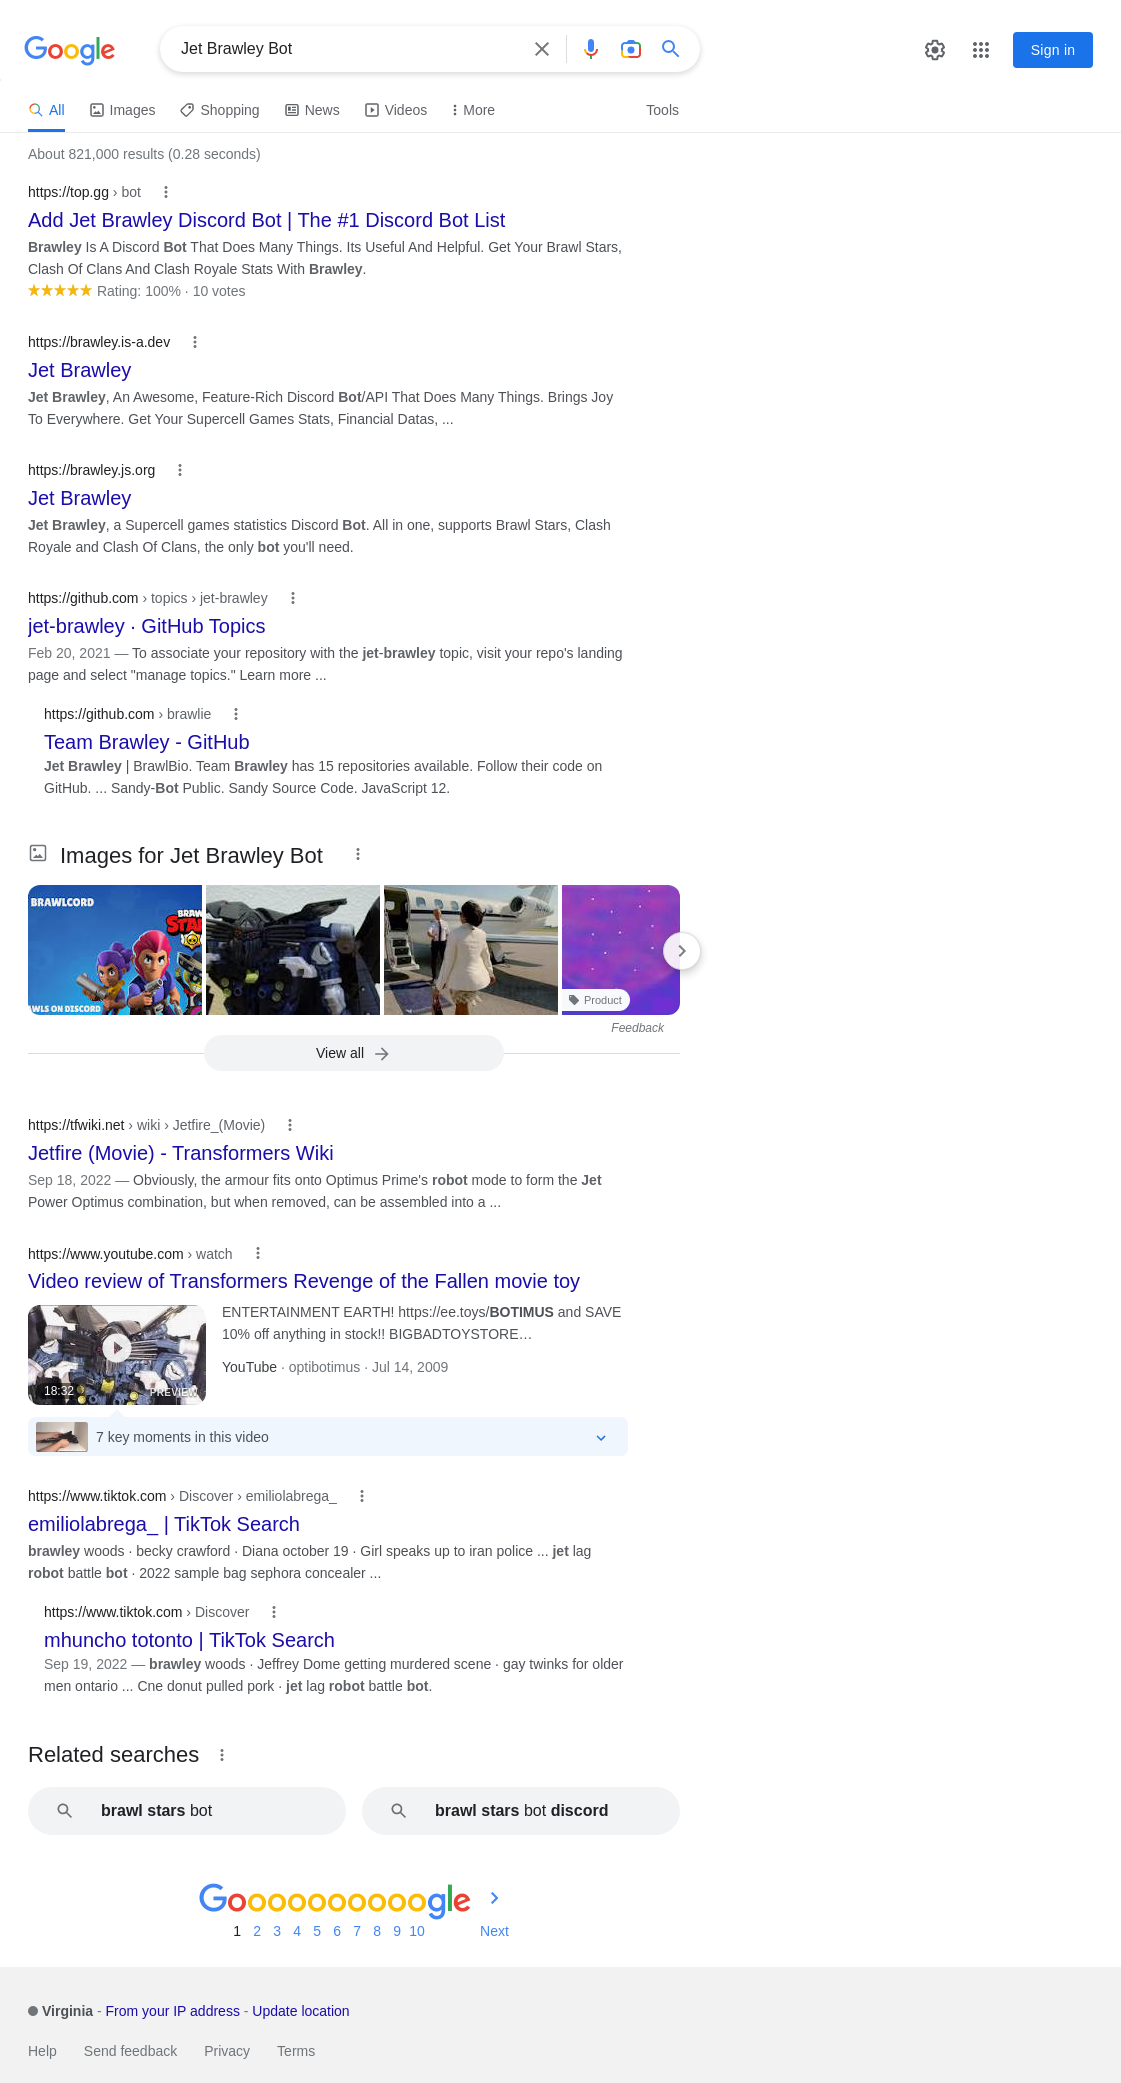 Google
Jet Brawley Bot
Sign in
All
Images
Shopping
News
Videos
More
Tools
About 821,000 results (0.28 seconds)
https://top.gg › bot
Add Jet Brawley Discord Bot | The #1 Discord Bot List
Brawley Is A Discord Bot That Does Many Things. Its Useful And Helpful. Get Your Brawl Stars,
Clash Of Clans And Clash Royale Stats With Brawley.
Rating: 100% · 10 votes
https://brawley.is-a.dev
Jet Brawley
Jet Brawley, An Awesome, Feature-Rich Discord Bot/API That Does Many Things. Brings Joy
To Everywhere. Get Your Supercell Games Stats, Financial Datas, ...
https://brawley.js.org
Jet Brawley
Jet Brawley, a Supercell games statistics Discord Bot. All in one, supports Brawl Stars, Clash
Royale and Clash Of Clans, the only bot you'll need.
https://github.com › topics › jet-brawley
jet-brawley · GitHub Topics
Feb 20, 2021 — To associate your repository with the jet-brawley topic, visit your repo's landing
page and select "manage topics." Learn more ...
https://github.com › brawlie
Team Brawley - GitHub
Jet Brawley | BrawlBio. Team Brawley has 15 repositories available. Follow their code on
GitHub. ... Sandy-Bot Public. Sandy Source Code. JavaScript 12.
Images for Jet Brawley Bot
BRAWLCORD
BRAW
STA
AWLS ON DISCORD
Product
Feedback
View all
https://tfwiki.net › wiki › Jetfire_(Movie)
Jetfire (Movie) - Transformers Wiki
Sep 18, 2022 — Obviously, the armour fits onto Optimus Prime's robot mode to form the Jet
Power Optimus combination, but when removed, can be assembled into a ...
https://www.youtube.com › watch
Video review of Transformers Revenge of the Fallen movie toy
ENTERTAINMENT EARTH! https://ee.toys/BOTIMUS and SAVE
10% off anything in stock!! BIGBADTOYSTORE…
YouTube · optibotimus · Jul 14, 2009
18:32
PREVIEW
7 key moments in this video
https://www.tiktok.com › Discover › emiliolabrega_
emiliolabrega_ | TikTok Search
brawley woods · becky crawford · Diana october 19 · Girl speaks up to iran police ... jet lag
robot battle bot · 2022 sample bag sephora concealer ...
https://www.tiktok.com › Discover
mhuncho totonto | TikTok Search
Sep 19, 2022 — brawley woods · Jeffrey Dome getting murdered scene · gay twinks for older
men ontario ... Cne donut pulled pork · jet lag robot battle bot.
Related searches
brawl stars bot
brawl stars bot discord
Goooooooooogle
1 2 3 4 5 6 7 8 9 10 Next
Virginia - From your IP address - Update location
Help Send feedback Privacy Terms